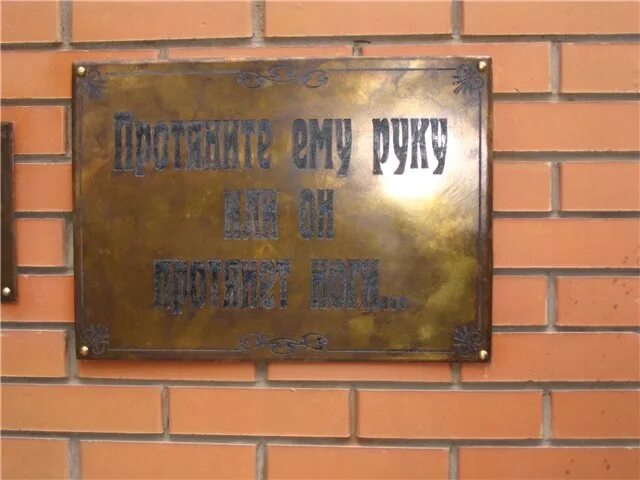 Протяните ему руку
или он
протянет ноги...